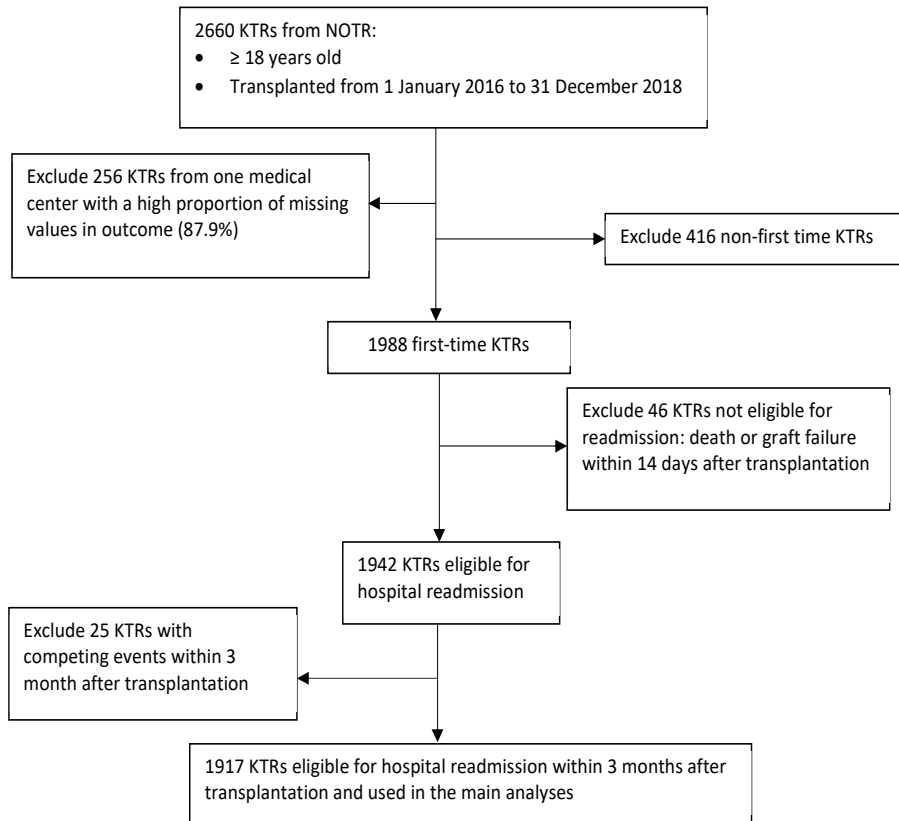 2660 KTRs from NOTR:
• ≥ 18 years old
• Transplanted from 1 January 2016 to 31 December 2018
Exclude 256 KTRs from one medical
center with a high proportion of missing
values in outcome (87.9%)
Exclude 416 non-first time KTRs
1988 first-time KTRs
Exclude 46 KTRs not eligible for
readmission: death or graft failure
within 14 days after transplantation
1942 KTRs eligible for
hospital readmission
Exclude 25 KTRs with
competing events within 3
month after transplantation
1917 KTRs eligible for hospital readmission within 3 months after
transplantation and used in the main analyses